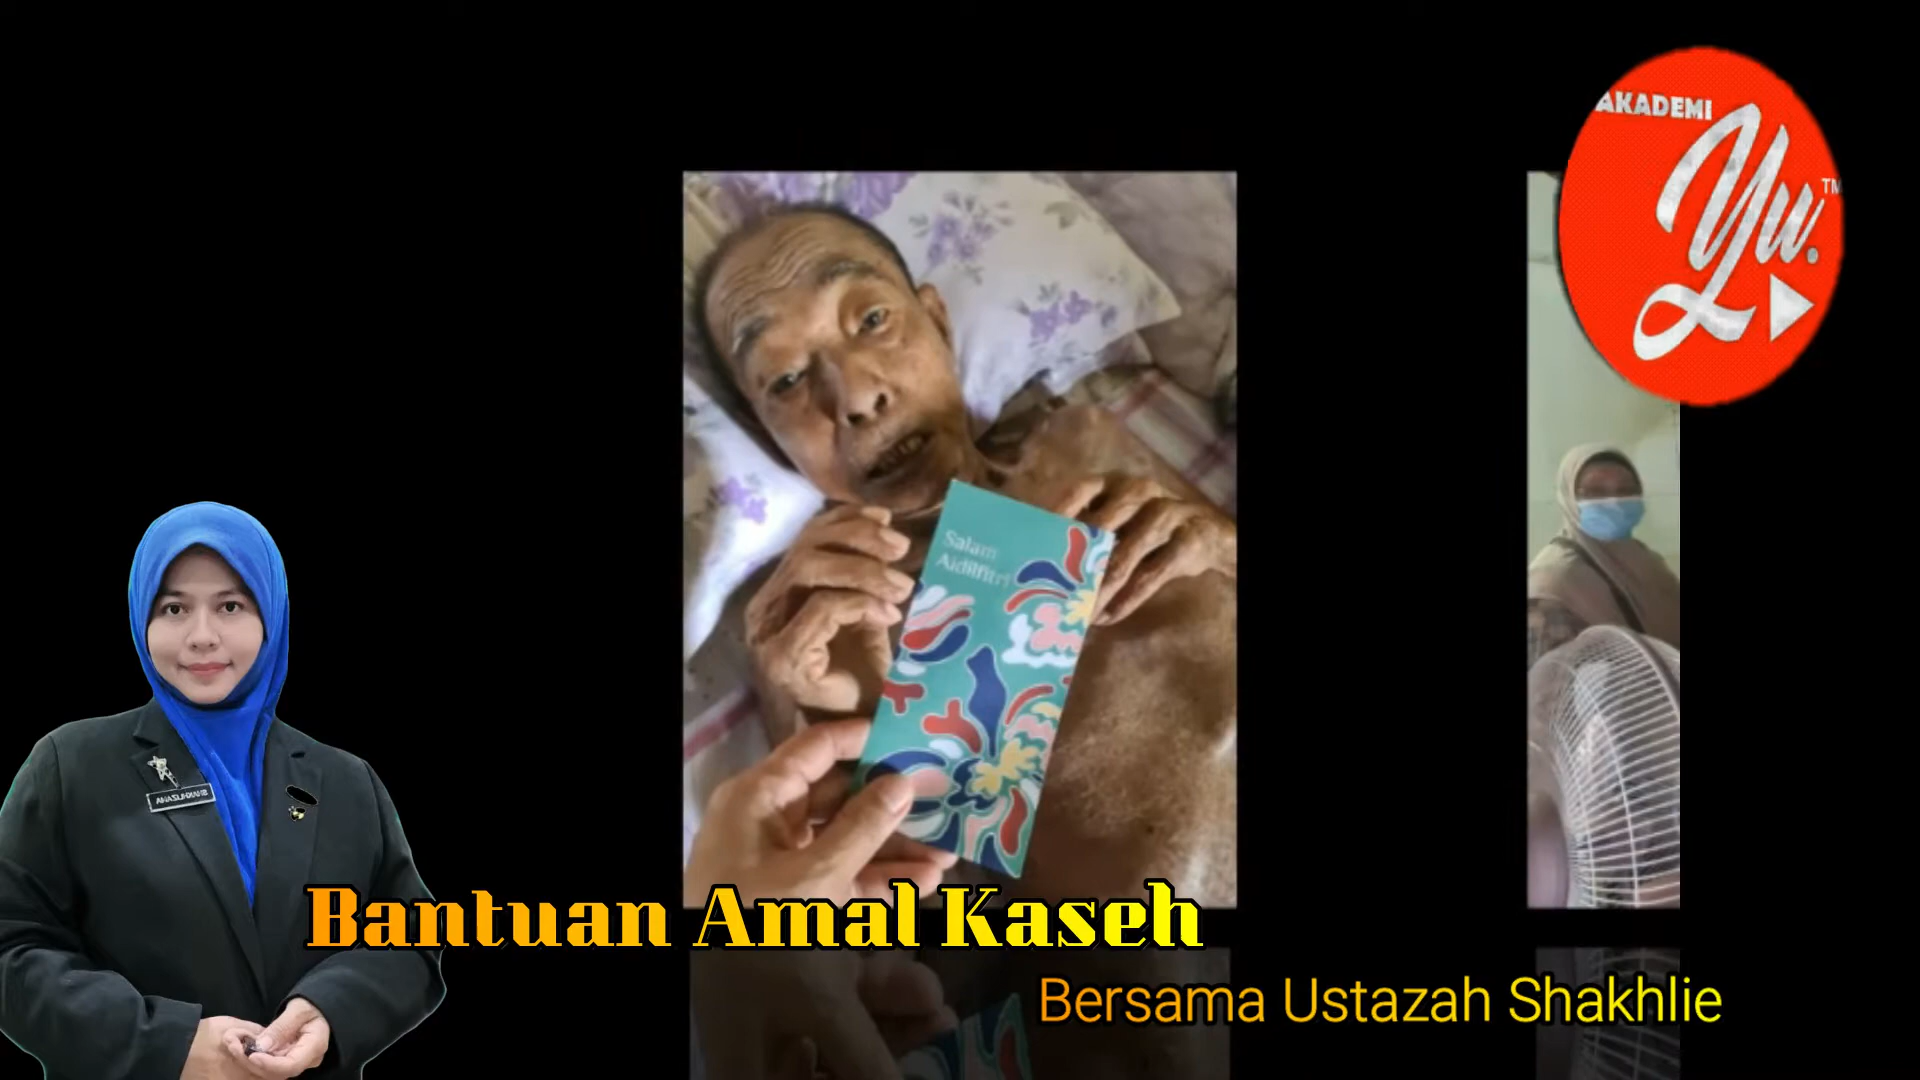 AKADEMI
Yu.
TM
Salam
Aidilfitri
Bantuan Amal Kaseh
Bersama Ustazah Shakhlie